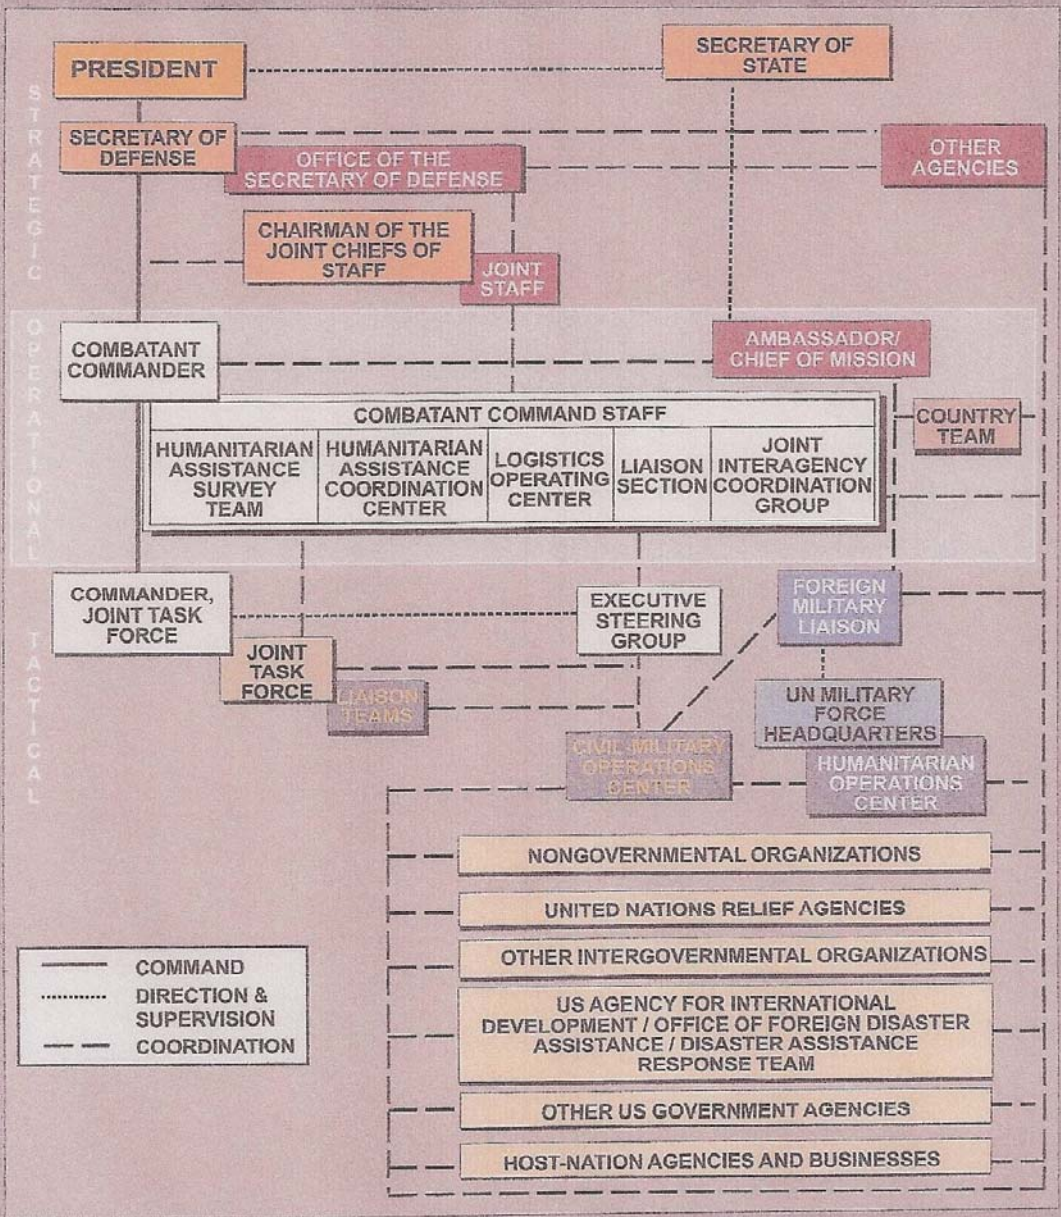 PRESIDENT
SECRETARY OF
STATE
STRATEGIC
SECRETARY OF
DEFENSE
OFFICE OF THE
SECRETARY OF DEFENSE
OTHER
AGENCIES
CHAIRMAN OF THE
JOINT CHIEFS OF
STAFF
JOINT
STAFF
OPERATIONAL
COMBATANT
COMMANDER
AMBASSADOR/
CHIEF OF MISSION
COUNTRY
TEAM
COMBATANT COMMAND STAFF
HUMANITARIAN
ASSISTANCE
SURVEY
TEAM
HUMANITARIAN
ASSISTANCE
COORDINATION
CENTER
LOGISTICS
OPERATING
CENTER
LIAISON
SECTION
JOINT
INTERAGENCY
COORDINATION
GROUP
TACTICAL
COMMANDER,
JOINT TASK
FORCE
EXECUTIVE
STEERING
GROUP
FOREIGN
MILITARY
LIAISON
JOINT
TASK
FORCE
LIAISON
TEAMS
UN MILITARY
FORCE
HEADQUARTERS
CIVIL-MILITARY
OPERATIONS
CENTER
HUMANITARIAN
OPERATIONS
CENTER
NONGOVERNMENTAL ORGANIZATIONS
UNITED NATIONS RELIEF AGENCIES
OTHER INTERGOVERNMENTAL ORGANIZATIONS
US AGENCY FOR INTERNATIONAL
DEVELOPMENT / OFFICE OF FOREIGN DISASTER
ASSISTANCE / DISASTER ASSISTANCE
RESPONSE TEAM
OTHER US GOVERNMENT AGENCIES
HOST-NATION AGENCIES AND BUSINESSES
COMMAND
DIRECTION &
SUPERVISION
COORDINATION